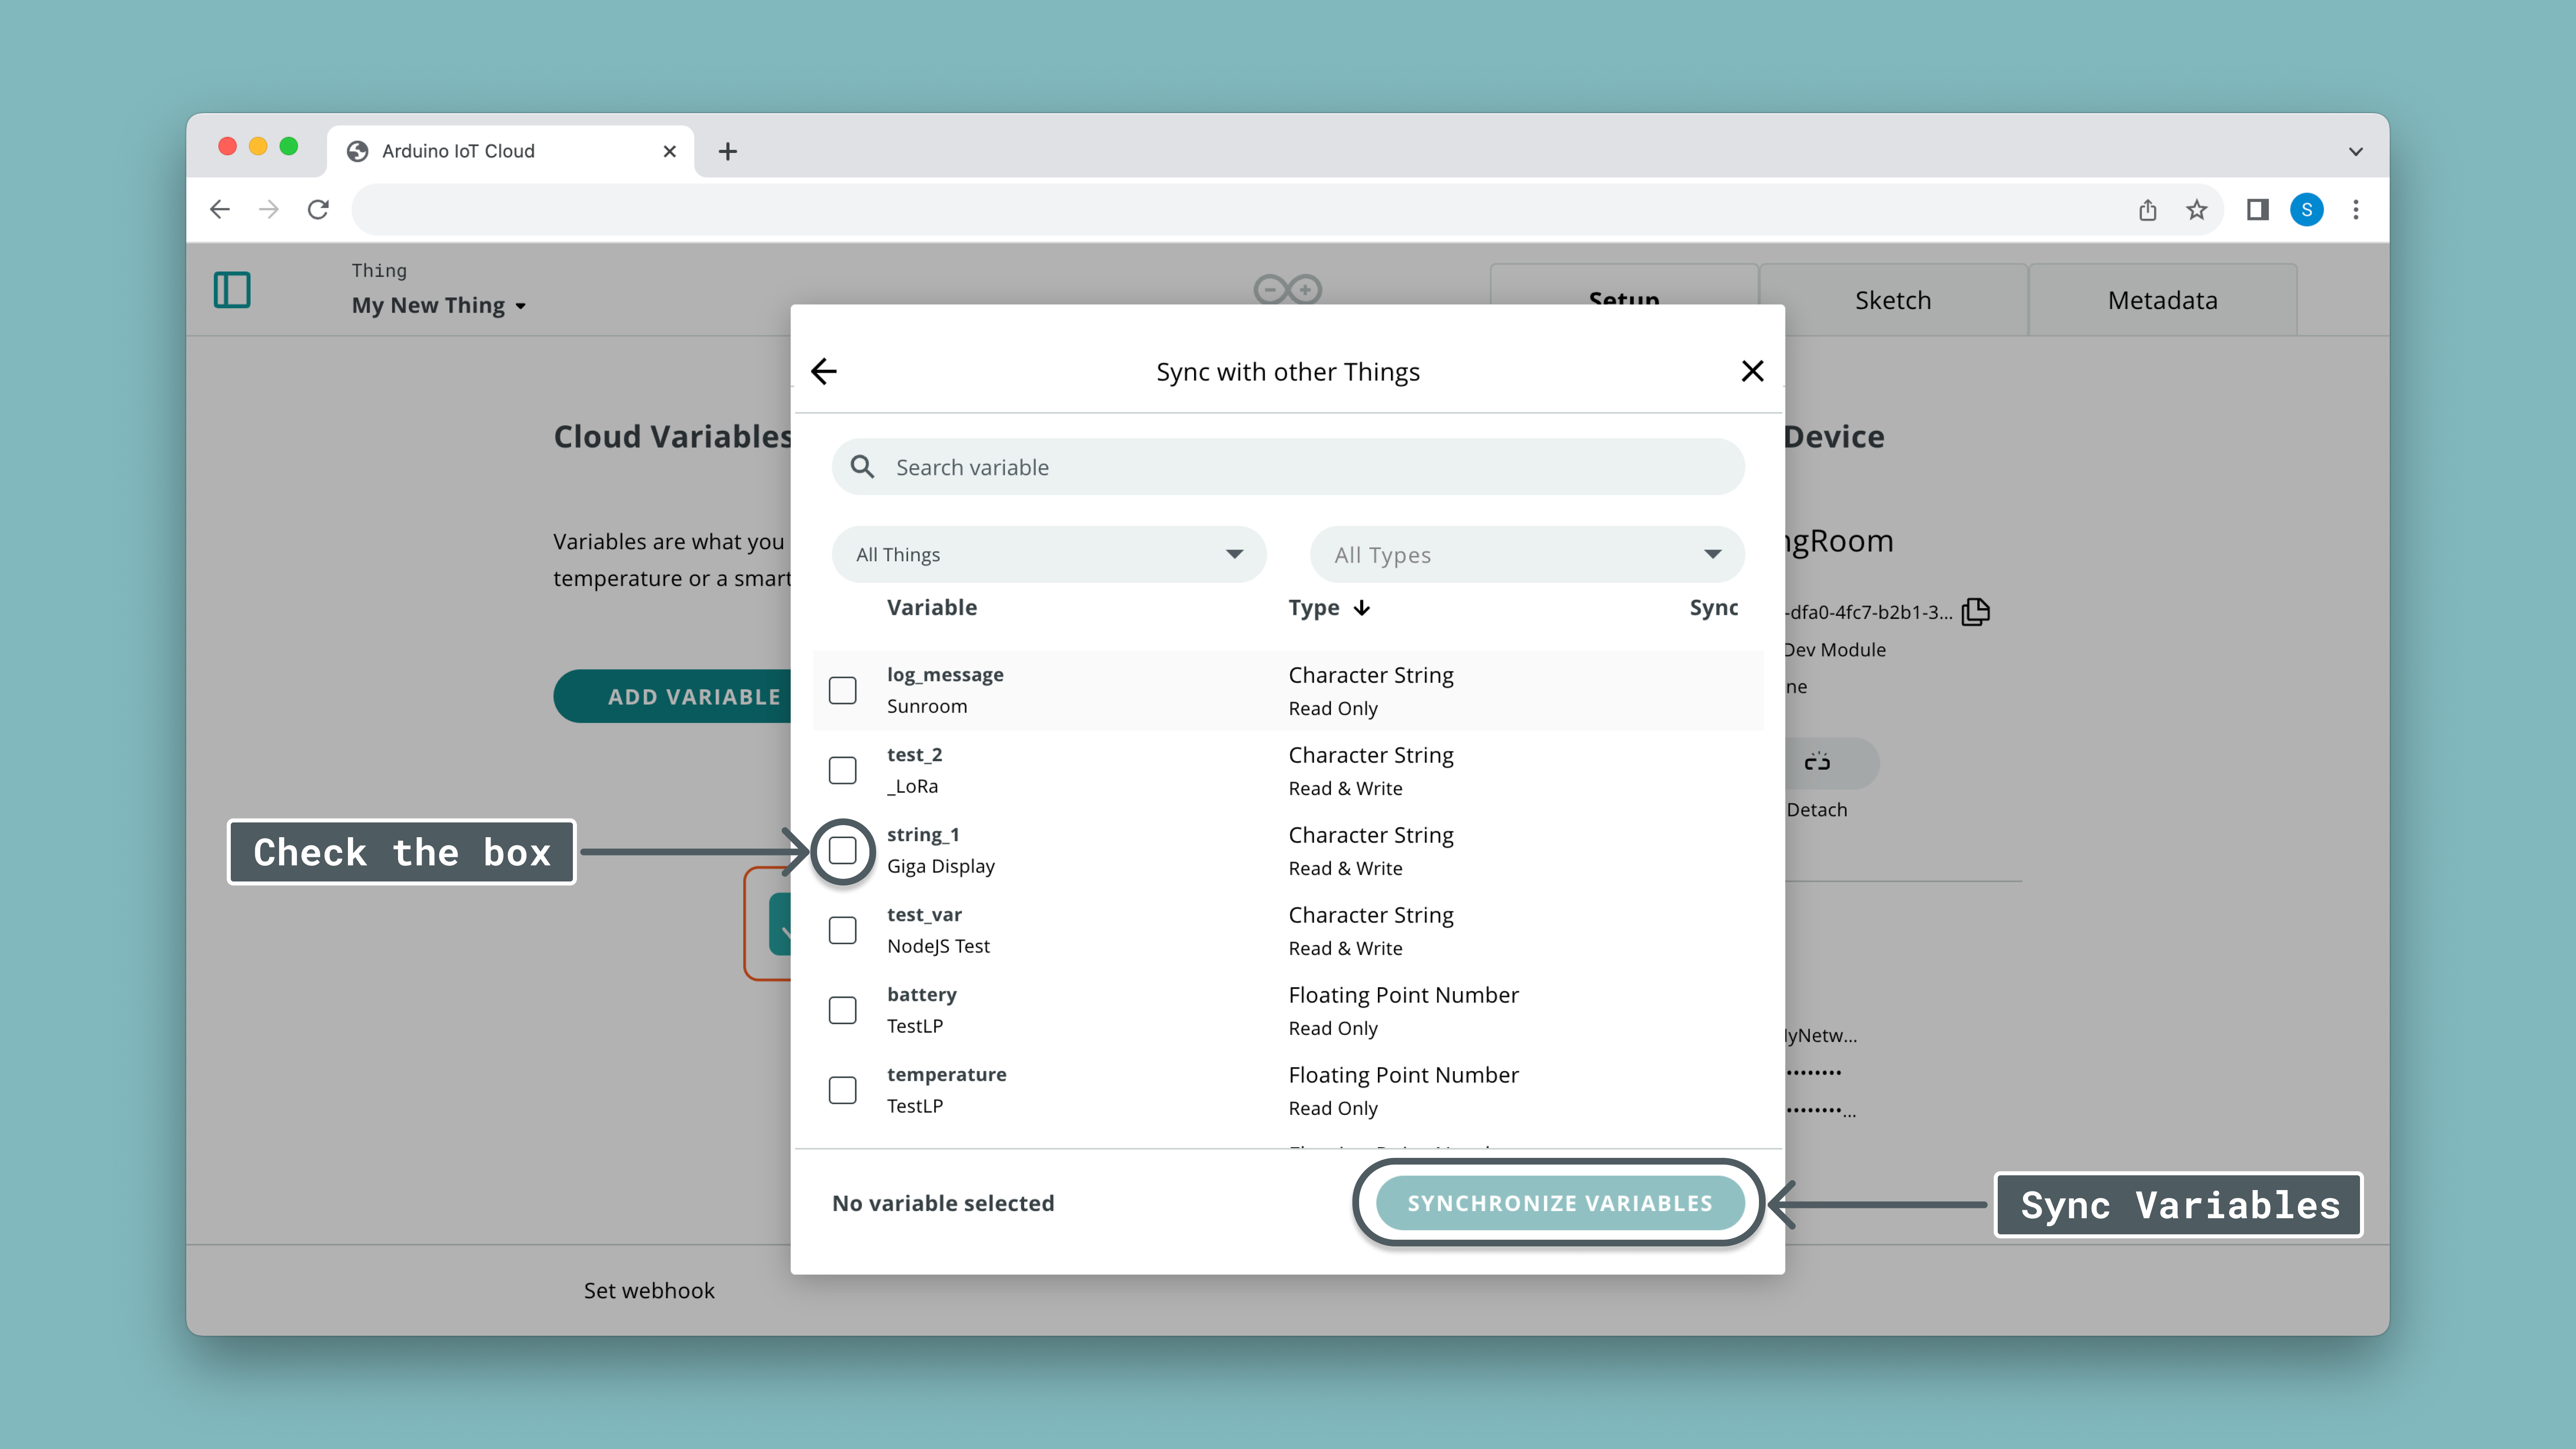 Arduino IoT Cloud
S
Thing
My New Thing
Setup
Sketch
Metadata
Sync with other Things
Cloud Variables
Device
Search variable
Variables are what you
temperature or a smart
ngRoom
All Things
All Types
Variable
Type
Sync
-dfa0-4fc7-b2b1-3...
Dev Module
ne
ADD VARIABLE
log_message
Character String
Sunroom
Read Only
test_2
Character String
_LoRa
Read & Write
Detach
Check the box
string_1
Character String
Giga Display
Read & Write
test_var
Character String
NodeJS Test
Read & Write
battery
Floating Point Number
TestLP
Read Only
yNetw...
temperature
Floating Point Number
TestLP
Read Only
No variable selected
SYNCHRONIZE VARIABLES
Sync Variables
Set webhook